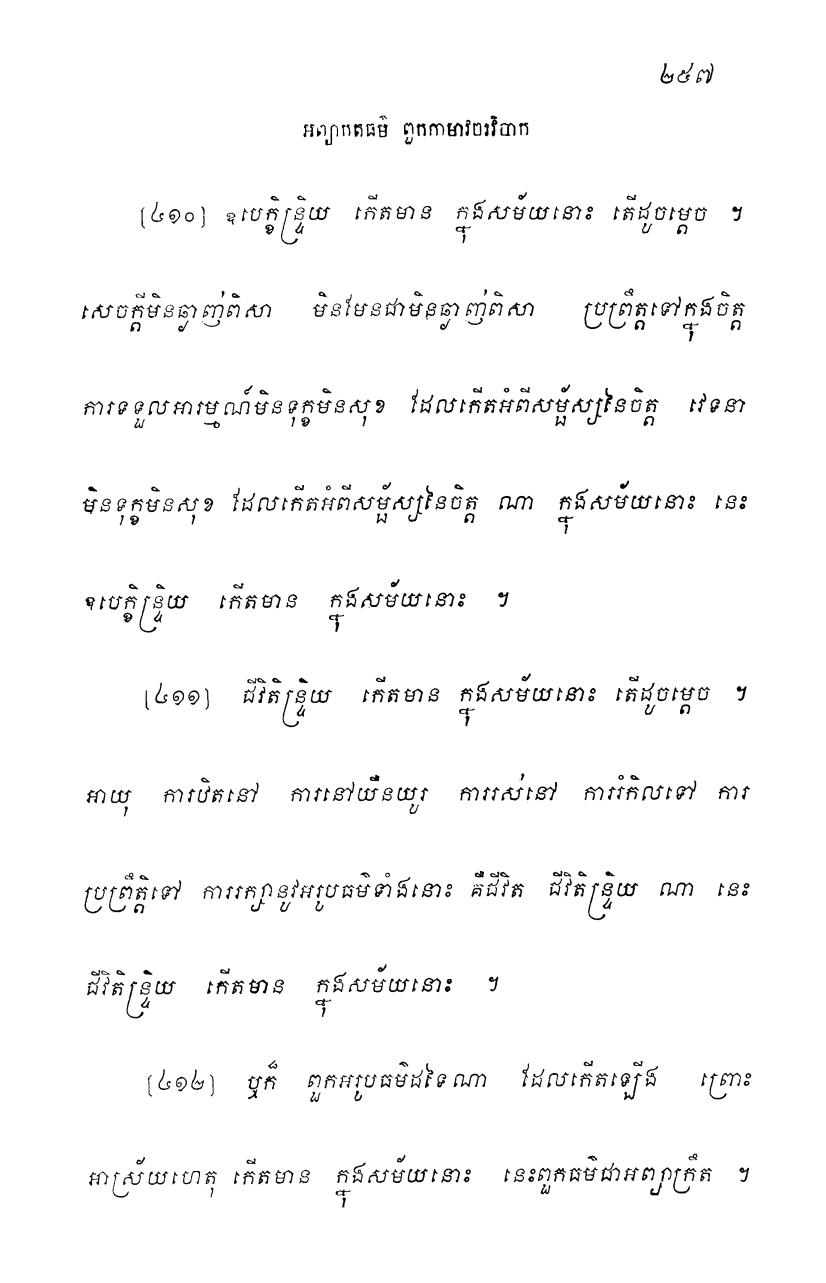 ២៥៧
អព្យាកតធម៌ ពួកកាមាវចរវិបាក
[៤១០] ឧបេក្ខិន្ទ្រិយ កើតមាន ក្នុងសម័យនោះ តើដូចម្ដេច ។
សេចក្ដីមិនឆ្ងាញ់ពិសា មិនមែនជាមិនឆ្ងាញ់ពិសា ប្រព្រឹត្តទៅក្នុងចិត្ត
ការទទួលអារម្មណ៍មិនទុក្ខមិនសុខ ដែលកើតអំពីសម្ផ័ស្សនៃចិត្ត វេទនា
មិនទុក្ខមិនសុខ ដែលកើតអំពីសម្ផ័ស្សនៃចិត្ត ណា ក្នុងសម័យនោះ នេះ
ឧបេក្ខិន្ទ្រិយ កើតមាន ក្នុងសម័យនោះ ។
[៤១១] ជីវិតិន្ទ្រិយ កើតមាន ក្នុងសម័យនោះ តើដូចម្ដេច ។
អាយុ ការឋិតនៅ ការនៅយឺនយូរ ការរស់នៅ ការរំកិលទៅ ការ
ប្រព្រឹត្តិទៅ ការរក្សានូវអរូបធម៌ទាំងនោះ គឺជីវិត ជីវិតិន្ទ្រិយ ណា នេះ
ជីវិតិន្ទ្រិយ កើតមាន ក្នុងសម័យនោះ ។
[៤១២] ឬក៏ ពួកអរូបធម៌ដទៃណា ដែលកើតឡើង ព្រោះ
អាស្រ័យហេតុ កើតមាន ក្នុងសម័យនោះ នេះពួកធម៌ជាអព្យាក្រឹត ។